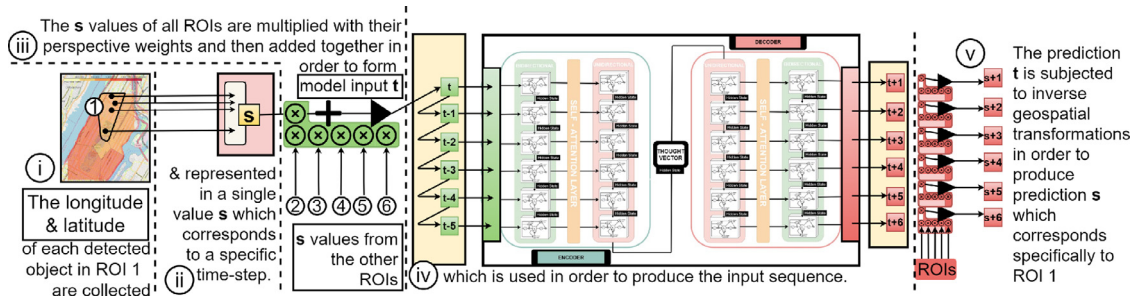 iii
The s values of all ROIs are multiplied with their
perspective weights and then added together in
order to form
model input t
1
i
The longitude
& latitude
of each detected
object in ROI 1
are collected
s
& represented
in a single
value s which
corresponds
to a specific
time-step.
ii
2 3 4 5 6
s values from
the other
ROIs
t
t-1
t-2
t-3
t-4
t-5
iv
which is used in order to produce the input sequence.
ENCODER
SELF ATTENTION LAYER
Hidden State
THOUGHT
VECTOR
Hidden State
DECODER
SELF ATTENTION LAYER
Hidden State
t+1
t+2
t+3
t+4
t+5
t+6
ROIs
s+1
s+2
s+3
s+4
s+5
s+6
v
The prediction
t is subjected
to inverse
geospatial
transformations
in order to
produce
prediction s
which
corresponds
specifically to
ROI 1